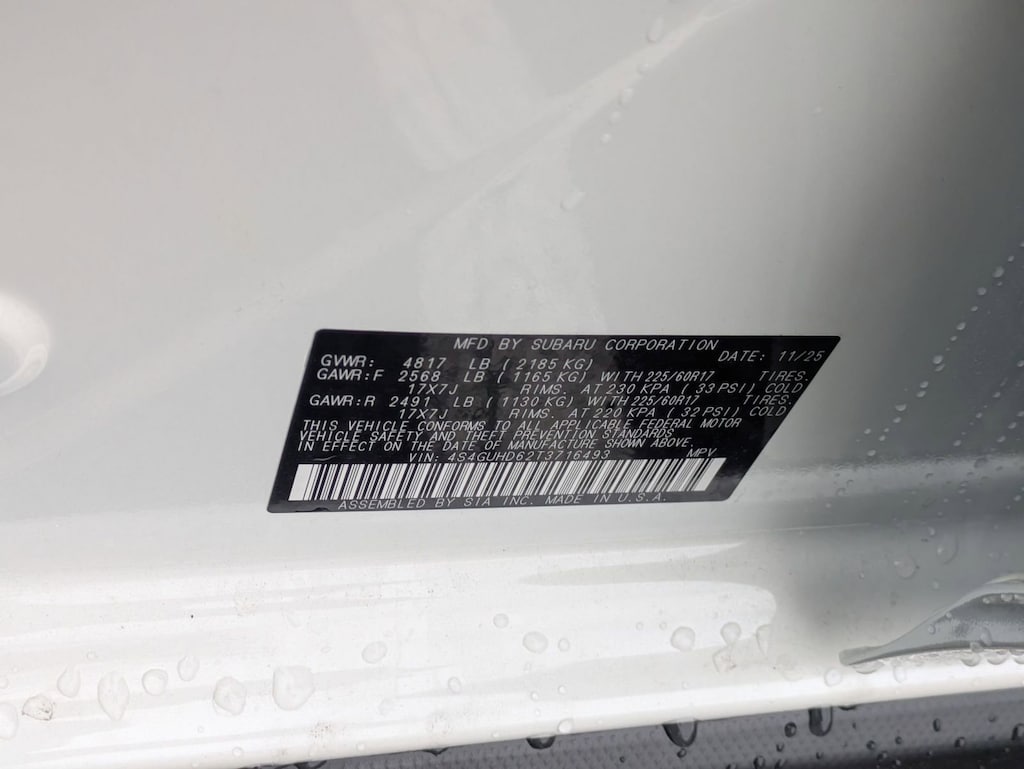 MFD BY SUBARU CORPORATION
DATE: 11/25
GVWR: 4817 LB (2185 KG)
GAWR:F 2568 LB (1165 KG) WITH 225/60R17 TIRES.
17X7J RIMS. AT 230 KPA (33 PSI) COLD
GAWR:R 2491 LB (1130 KG) WITH 225/60R17 TIRES.
17X7J RIMS. AT 220 KPA (32 PSI) COLD
THIS VEHICLE CONFORMS TO ALL APPLICABLE FEDERAL MOTOR
VEHICLE SAFETY AND THEFT PREVENTION STANDARDS
IN EFFECT ON THE DATE OF MANUFACTURE SHOWN ABOVE.
VIN: 4S4GUHD62T3716493 MPV
ASSEMBLED BY SIA INC. MADE IN U.S.A.